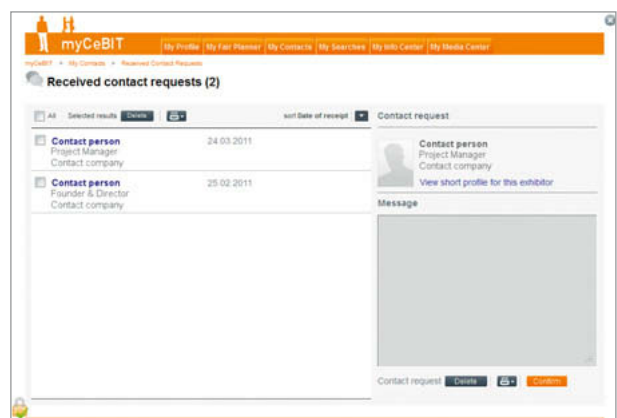 myCeBIT
My Profile My Fair Planner My Contacts My Searches My Info Center My Media Center
myCeBIT » My Contacts » Received Contact Requests
Received contact requests (2)
All Selected results Delete sort Date of receipt
Contact person 24.03.2011
Project Manager
Contact company
Contact person 25.02.2011
Founder & Director
Contact company
Contact request
Contact person
Project Manager
Contact company
View short profile for this exhibitor
Message
Contact request Delete Confirm